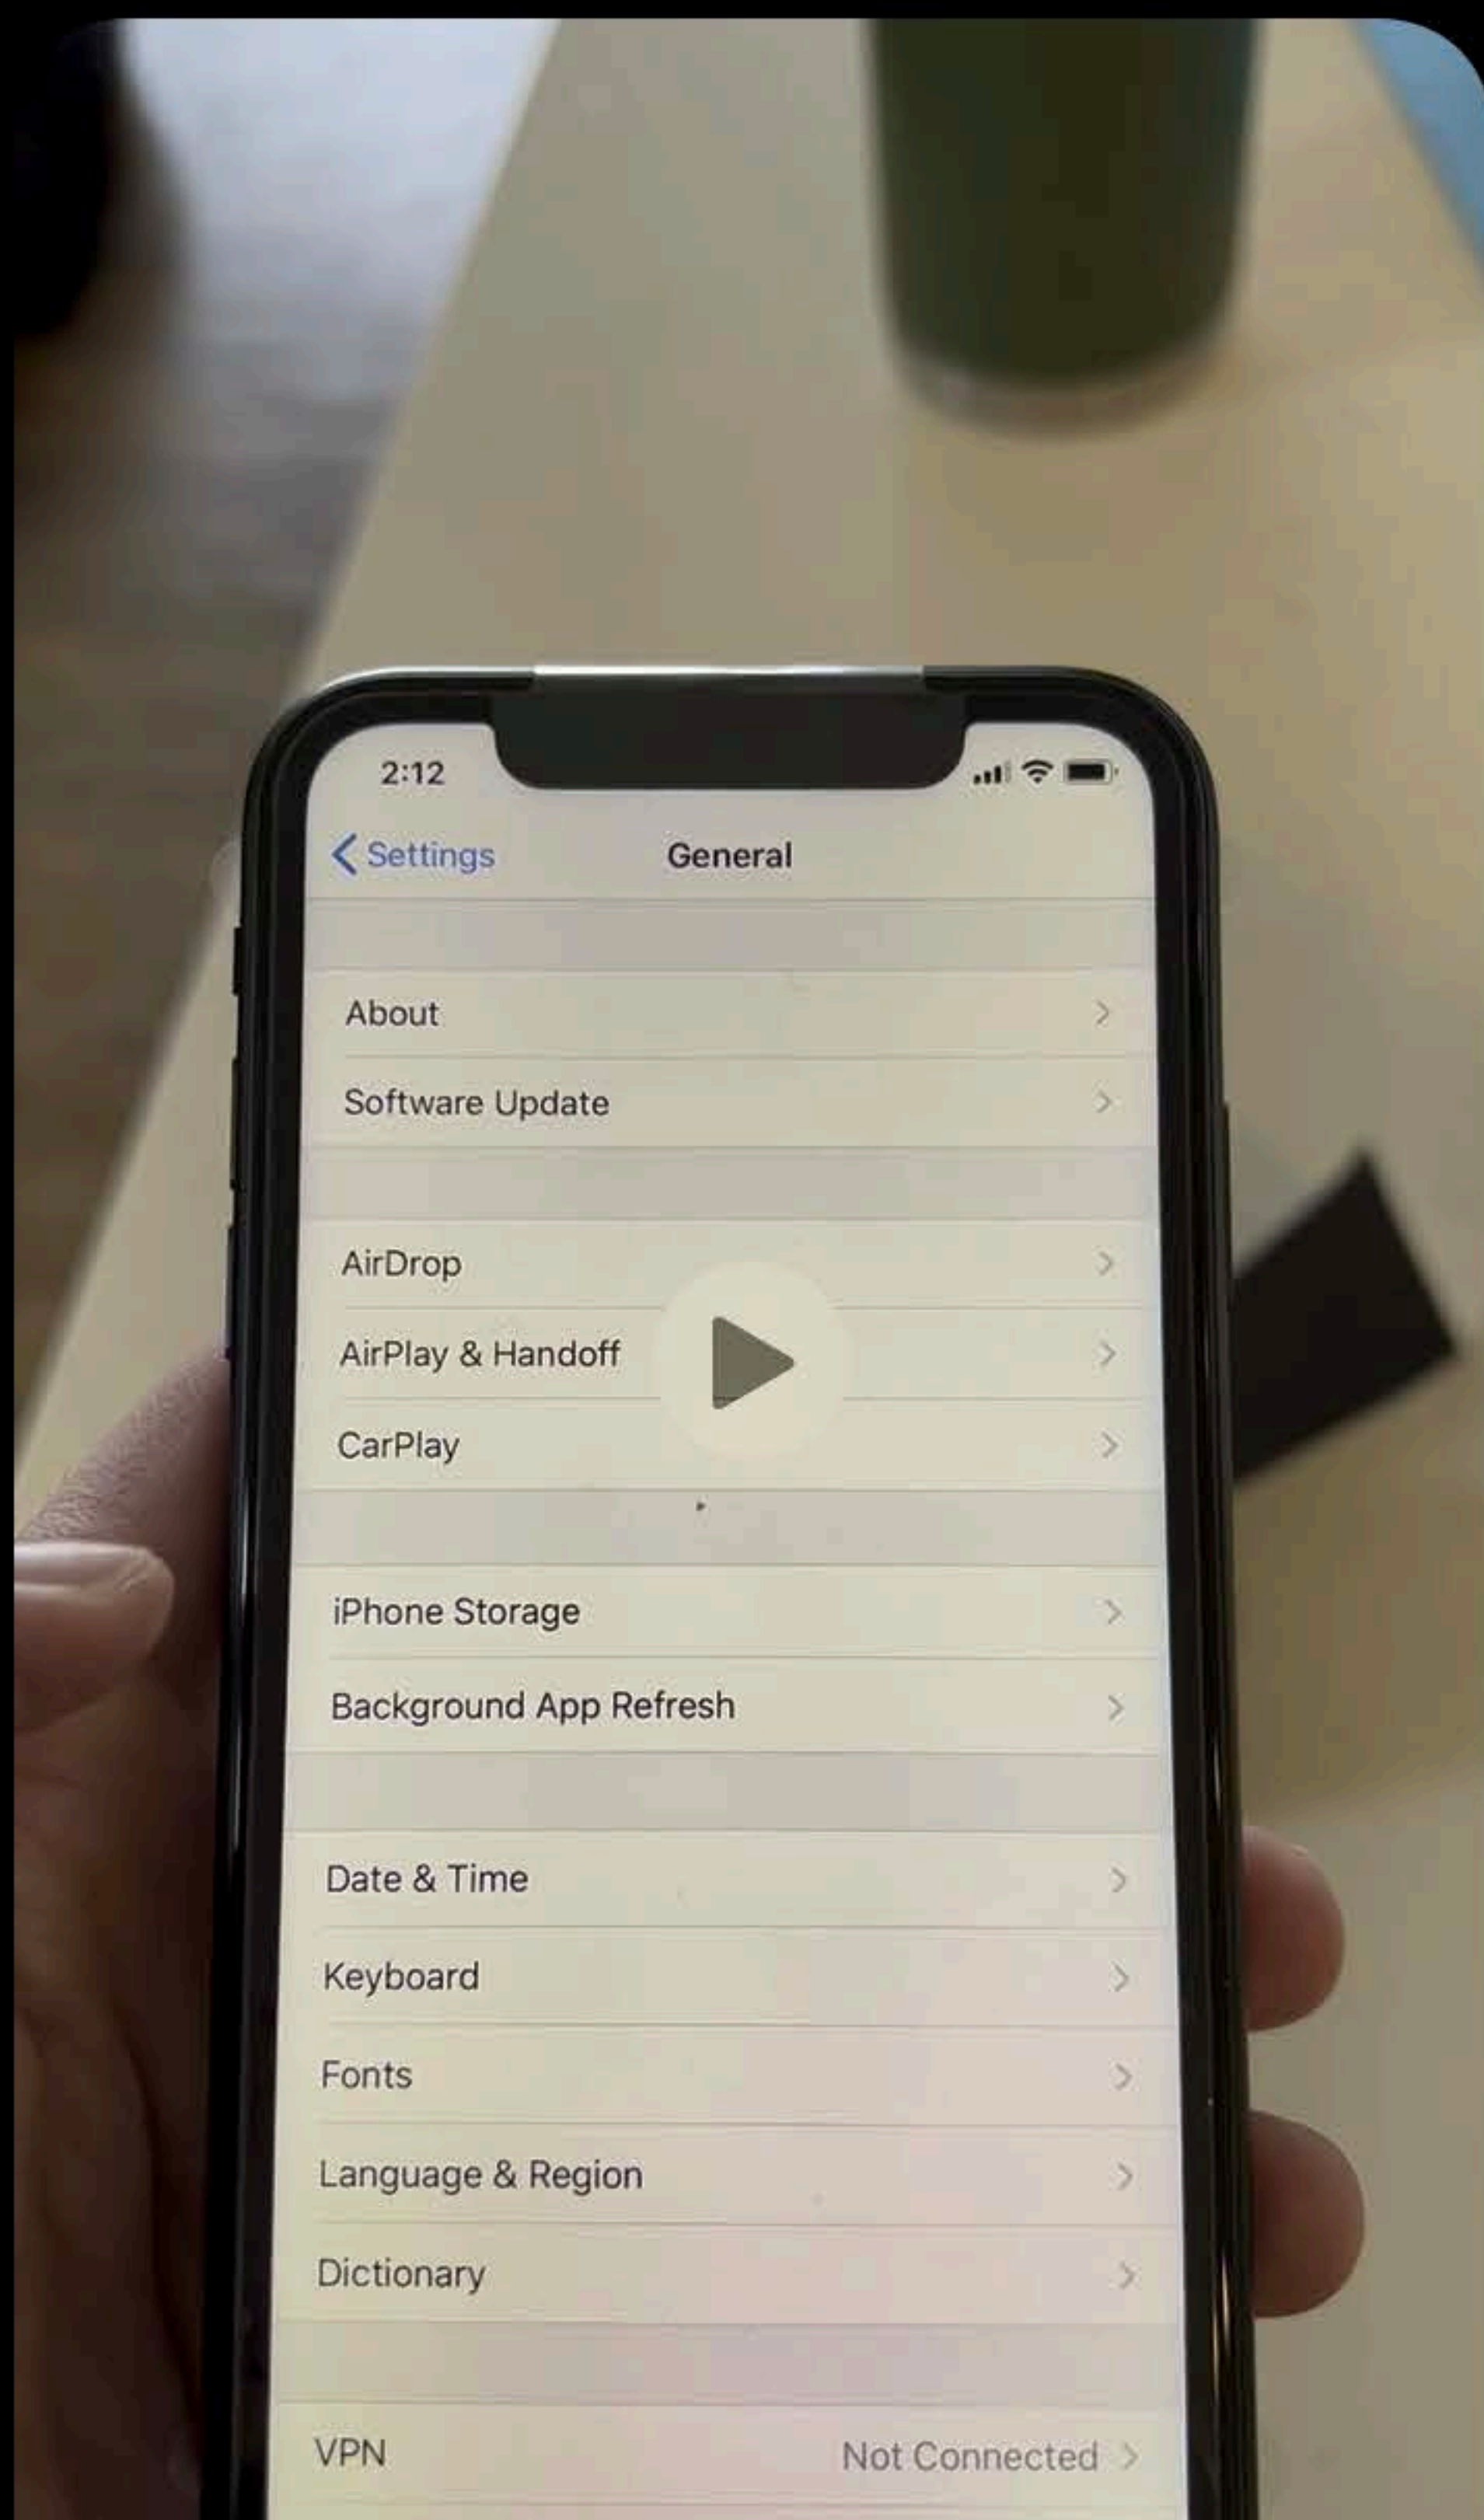 2:12
Settings
General
About
Software Update
AirDrop
AirPlay & Handoff
CarPlay
iPhone Storage
Background App Refresh
Date & Time
Keyboard
Fonts
Language & Region
Dictionary
VPN
Not Connected